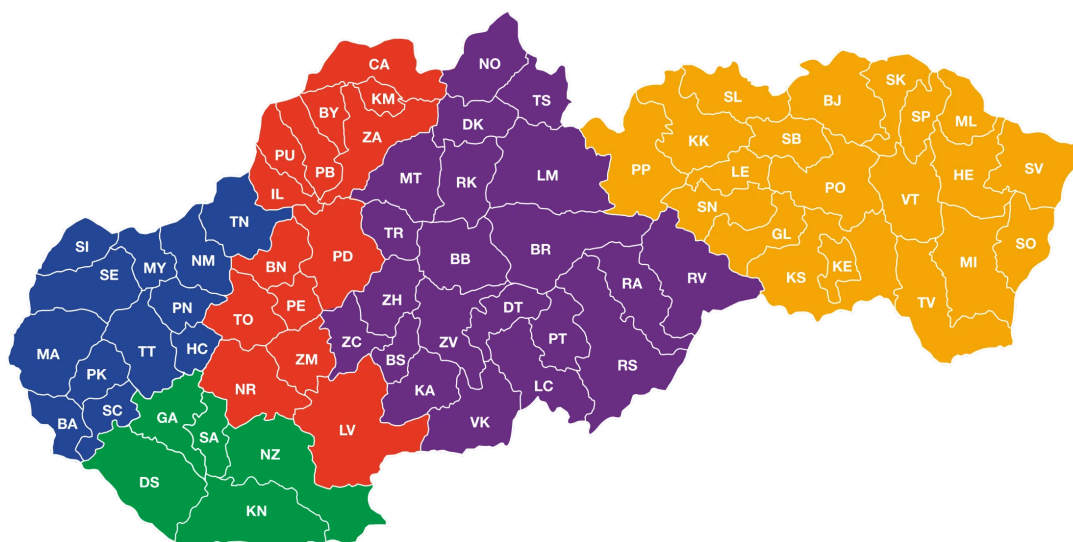 CA
NO
KM
TS
BY
DK
ZA
PU
PB
IL
MT
RK
LM
SL
BJ
SK
SP
ML
KK
SB
PP
LE
PO
HE
SV
SN
VT
GL
SO
KS
KE
MI
TV
TN
SI
SE
MY
NM
PN
MA
TT
HC
PK
SC
BA
BN
PD
PE
TO
ZM
NR
LV
TR
BB
BR
RA
RV
ZH
DT
ZC
BS
ZV
PT
RS
KA
LC
VK
GA
SA
NZ
DS
KN